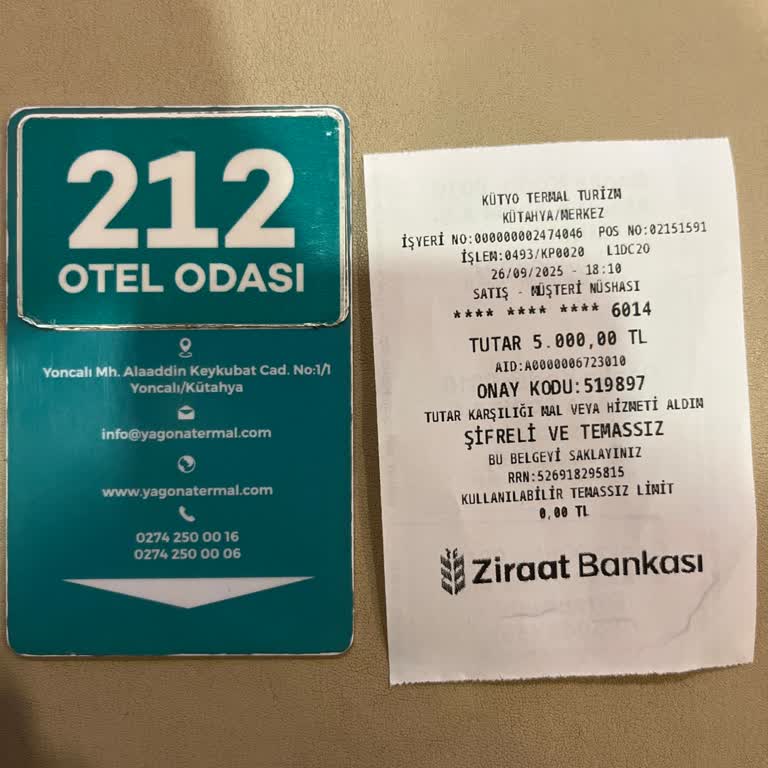 212
OTEL ODASI
Yoncalı Mh. Alaaddin Keykubat Cad. No:1/1
Yoncalı/Kütahya
info@yagonatermal.com
www.yagonatermal.com
0274 250 00 16
0274 250 00 06
KÜTYO TERMAL TURİZM
KÜTAHYA/MERKEZ
İŞYERİ NO:000000002474046 POS NO:02151591
İŞLEM:0493/KP0020 L1DC20
26/09/2025 - 18:10
SATIŞ - MÜŞTERİ NÜSHASI
**** **** **** 6014
TUTAR 5.000,00 TL
AID:A0000006723010
ONAY KODU:519897
TUTAR KARŞILIĞI MAL VEYA HİZMETİ ALDIM
ŞİFRELİ VE TEMASSIZ
BU BELGEYİ SAKLAYINIZ
RRN:526918295815
KULLANILABİLİR TEMASSIZ LİMİT
0,00 TL
Ziraat Bankası